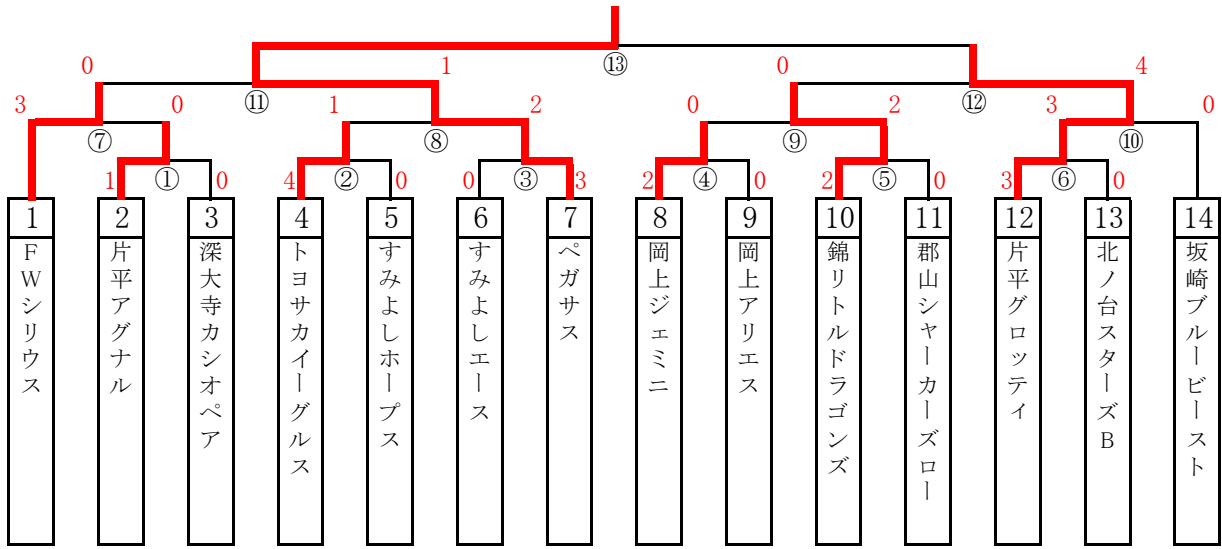 ⑬
0 1 0 4
⑪ ⑫
3 0 1 2 0 2 3 0
⑦ ⑧ ⑨ ⑩
1 ① 0 4 ② 0 0 ③ 3 2 ④ 0 2 ⑤ 0 3 ⑥ 0
1 2 3 4 5 6 7 8 9 10 11 12 13 14
FWシリウス
片平アグナル
深大寺カシオペア
トヨサカイーグルス
すみよしホープス
すみよしエース
ペガサス
岡上ジェミニ
岡上アリエス
錦リトルドラゴンズ
郡山シャーカーズロー
片平グロッティ
北ノ台スターズB
坂崎ブルービースト